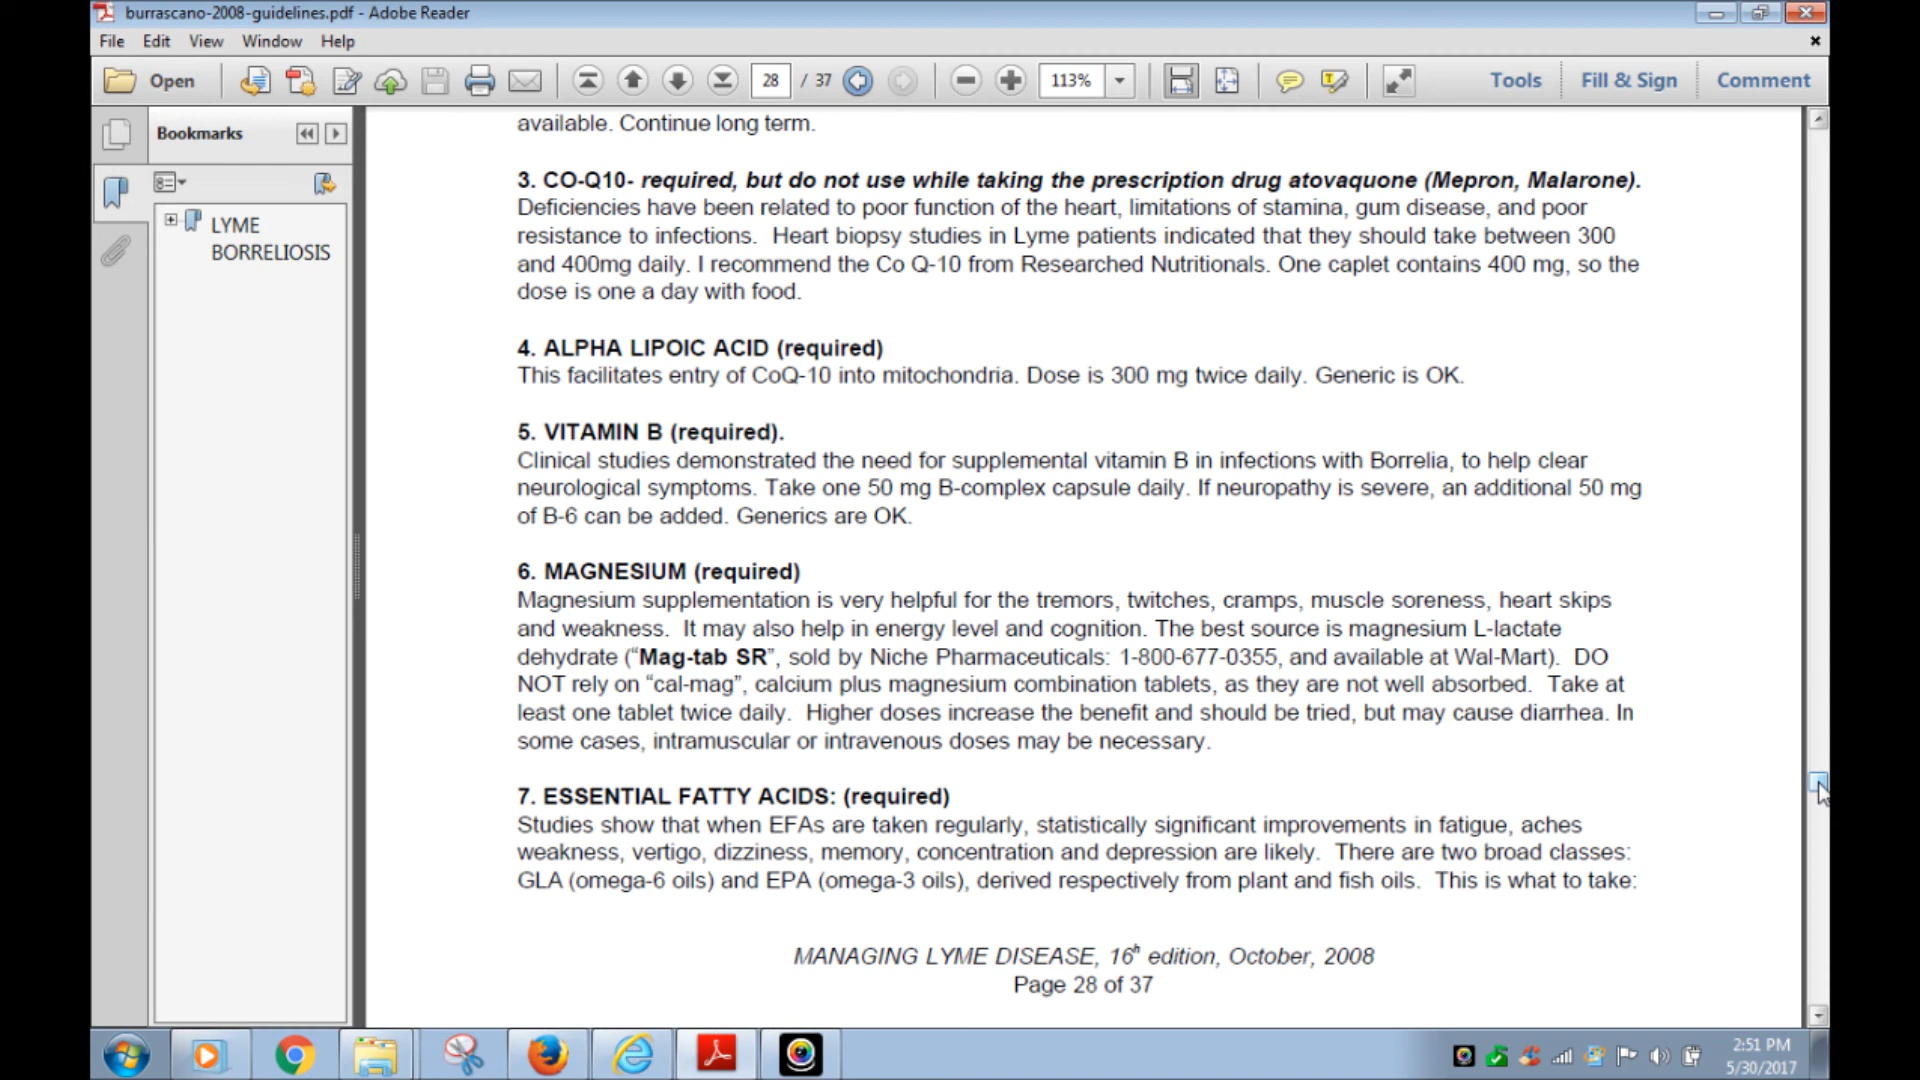 burrascano-2008-guidelines.pdf - Adobe Reader
File Edit View Window Help
Open 28 / 37 113% Tools Fill & Sign Comment
Bookmarks
LYME
BORRELIOSIS
available. Continue long term.
3. CO-Q10- required, but do not use while taking the prescription drug atovaquone (Mepron, Malarone).
Deficiencies have been related to poor function of the heart, limitations of stamina, gum disease, and poor
resistance to infections.  Heart biopsy studies in Lyme patients indicated that they should take between 300
and 400mg daily. I recommend the Co Q-10 from Researched Nutritionals. One caplet contains 400 mg, so the
dose is one a day with food.
4. ALPHA LIPOIC ACID (required)
This facilitates entry of CoQ-10 into mitochondria. Dose is 300 mg twice daily. Generic is OK.
5. VITAMIN B (required).
Clinical studies demonstrated the need for supplemental vitamin B in infections with Borrelia, to help clear
neurological symptoms. Take one 50 mg B-complex capsule daily. If neuropathy is severe, an additional 50 mg
of B-6 can be added. Generics are OK.
6. MAGNESIUM (required)
Magnesium supplementation is very helpful for the tremors, twitches, cramps, muscle soreness, heart skips
and weakness.  It may also help in energy level and cognition. The best source is magnesium L-lactate
dehydrate (“Mag-tab SR”, sold by Niche Pharmaceuticals: 1-800-677-0355, and available at Wal-Mart).  DO
NOT rely on “cal-mag”, calcium plus magnesium combination tablets, as they are not well absorbed.  Take at
least one tablet twice daily.  Higher doses increase the benefit and should be tried, but may cause diarrhea. In
some cases, intramuscular or intravenous doses may be necessary.
7. ESSENTIAL FATTY ACIDS: (required)
Studies show that when EFAs are taken regularly, statistically significant improvements in fatigue, aches
weakness, vertigo, dizziness, memory, concentration and depression are likely.  There are two broad classes:
GLA (omega-6 oils) and EPA (omega-3 oils), derived respectively from plant and fish oils.  This is what to take:
MANAGING LYME DISEASE, 16h edition, October, 2008
Page 28 of 37
2:51 PM
5/30/2017